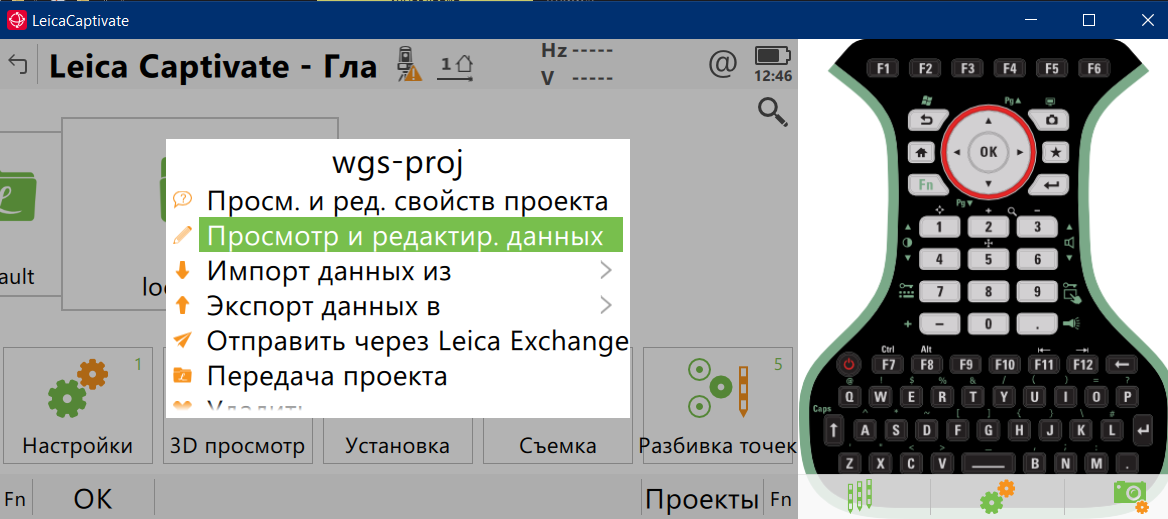 LeicaCaptivate
Leica Captivate - Гла
1
Hz -----
V -----
@
12:46
ault
loc
wgs-proj
Просм. и ред. свойств проекта
Просмотр и редактир. данных
Импорт данных из
Экспорт данных в
Отправить через Leica Exchange
Передача проекта
Удалить
1
5
Настройки
3D просмотр
Установка
Съемка
Разбивка точек
Fn
OK
Проекты
Fn
F1 F2 F3 F4 F5 F6
Pg
OK
Fn
Pg
+ -
1 2 3
4 5 6
7 8 9
+ - 0 .
Ctrl Alt
F7 F8 F9 F10 F11 F12
@ ! $ % & / ( ) = ?
Q W E R T Y U I O P
Caps
^ * ~ [ ] { } \ #
A S D F G H J K L
Z X C V B N M .